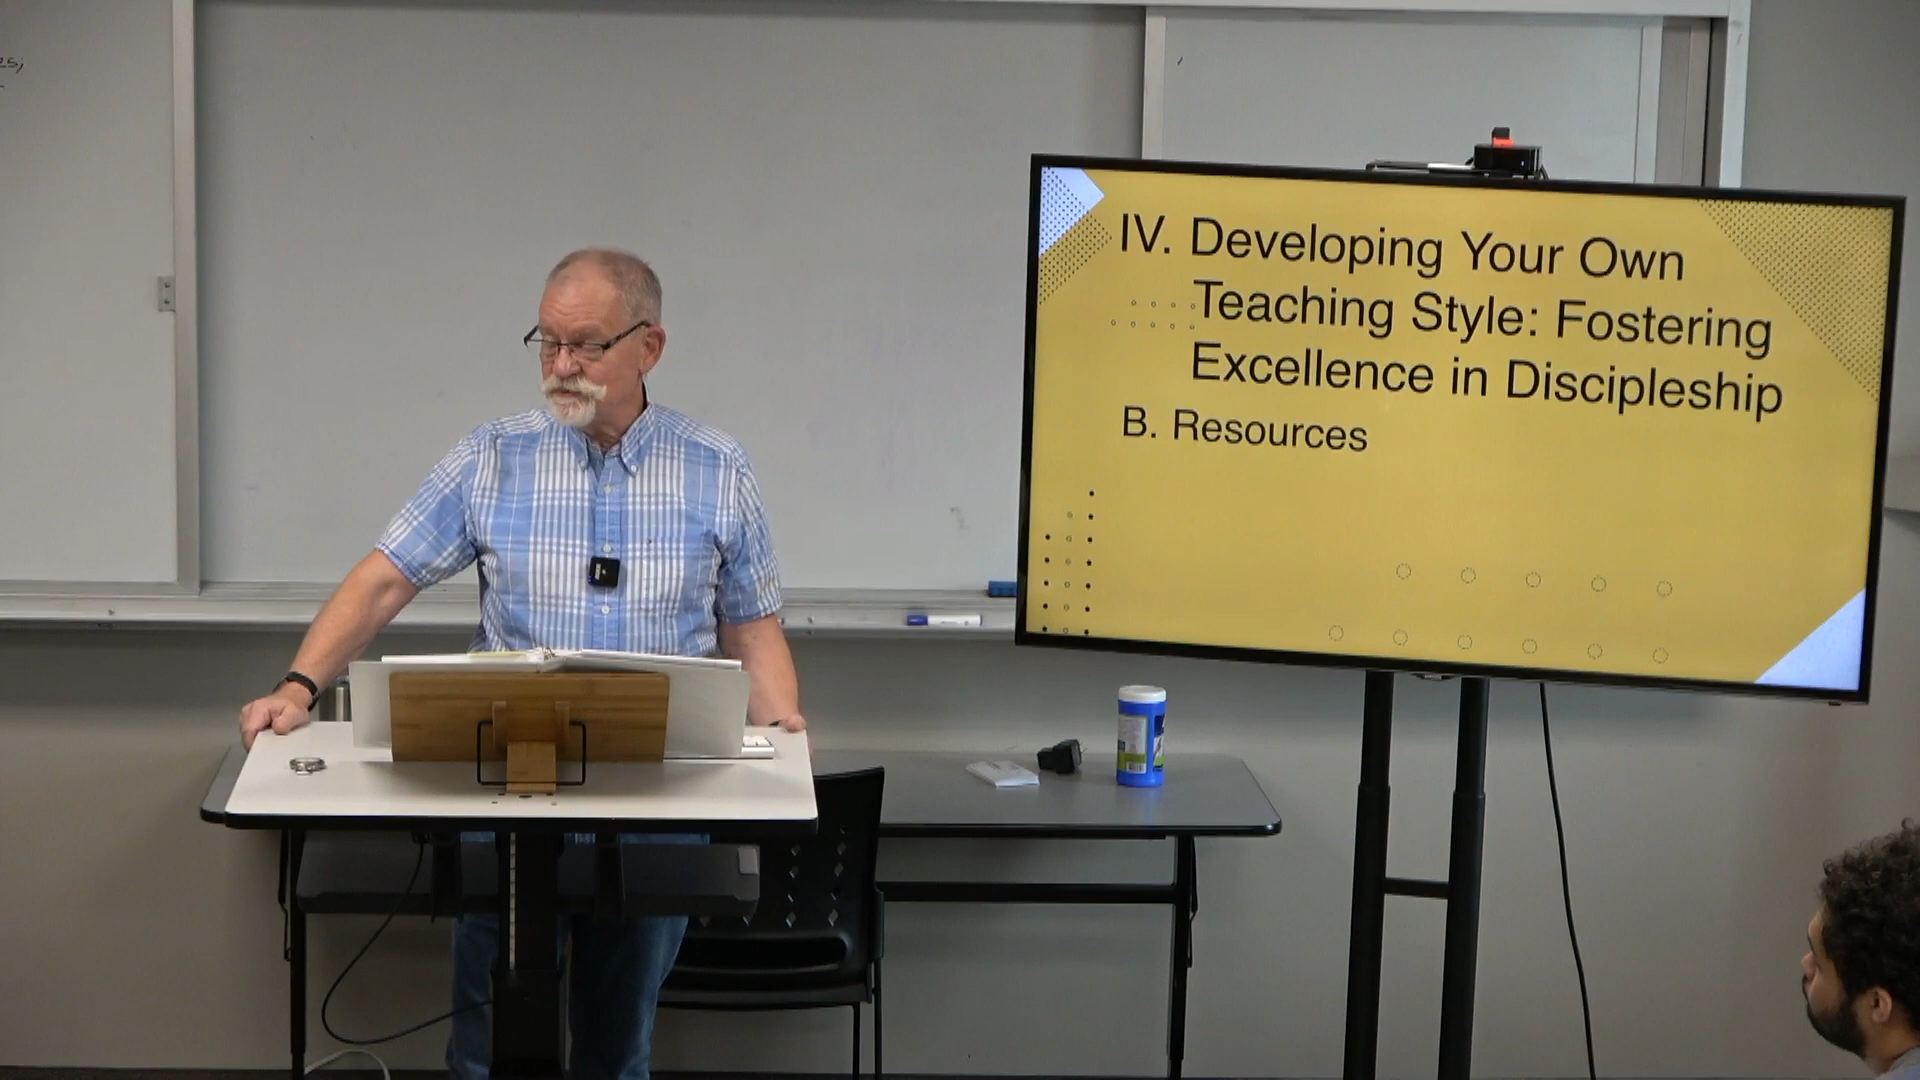 IV. Developing Your Own
Teaching Style: Fostering
Excellence in Discipleship
B. Resources